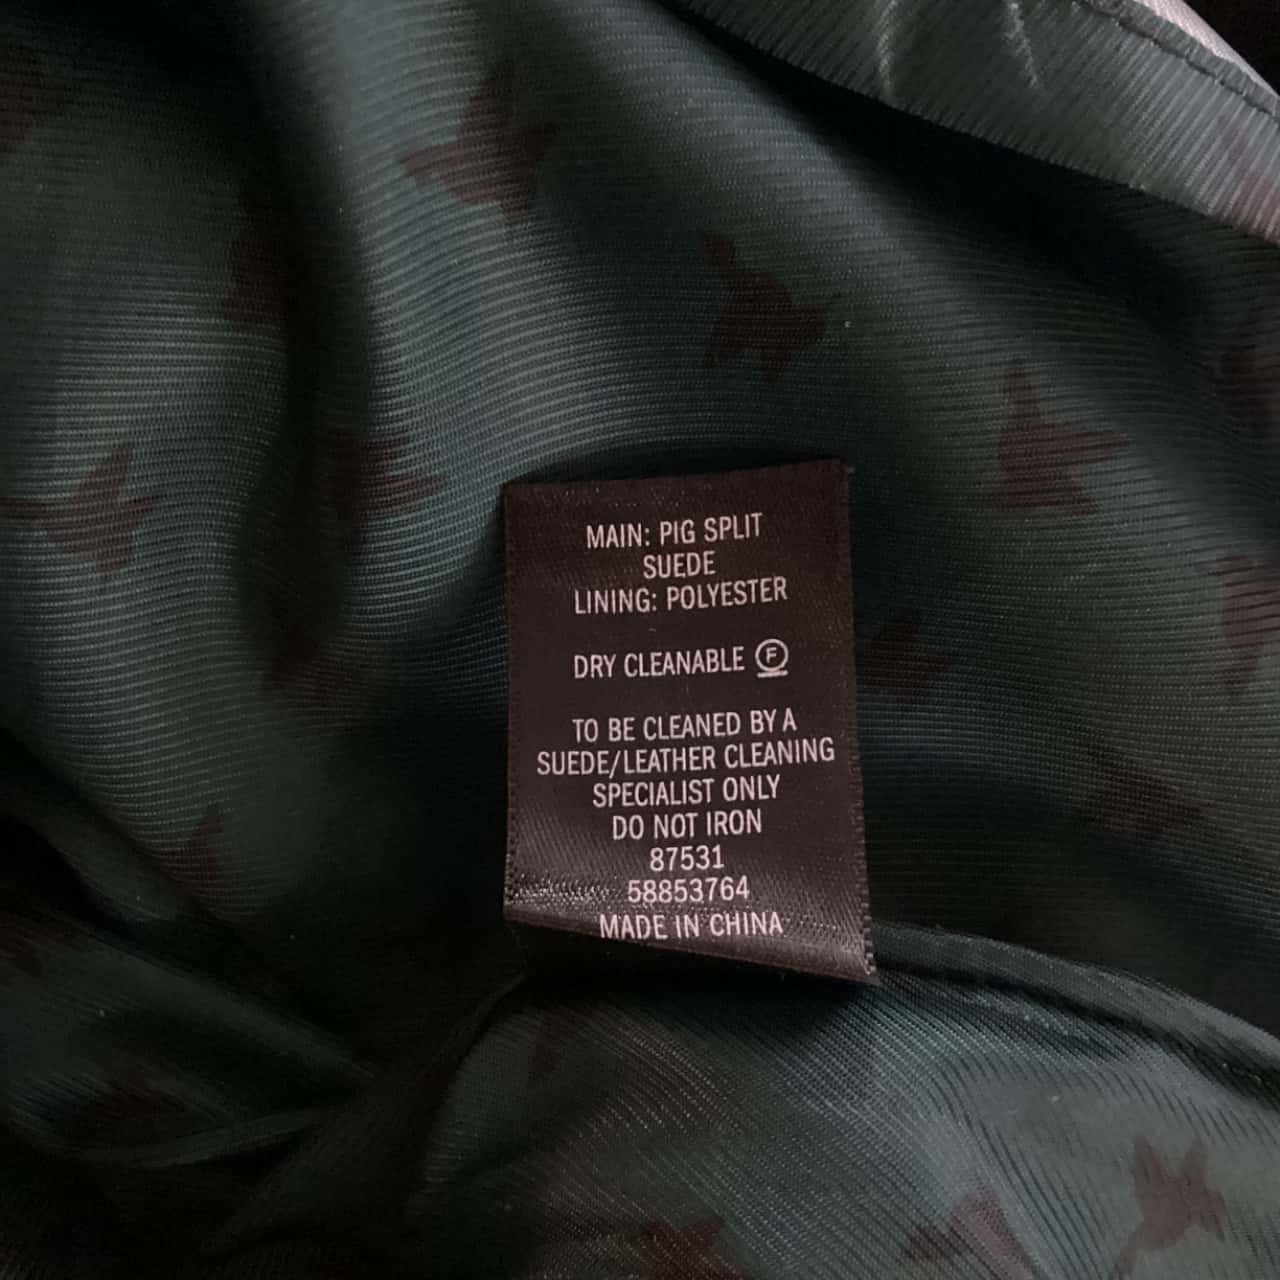 MAIN: PIG SPLIT
SUEDE
LINING: POLYESTER
DRY CLEANABLE Ⓕ
TO BE CLEANED BY A
SUEDE/LEATHER CLEANING
SPECIALIST ONLY
DO NOT IRON
87531
58853764
MADE IN CHINA